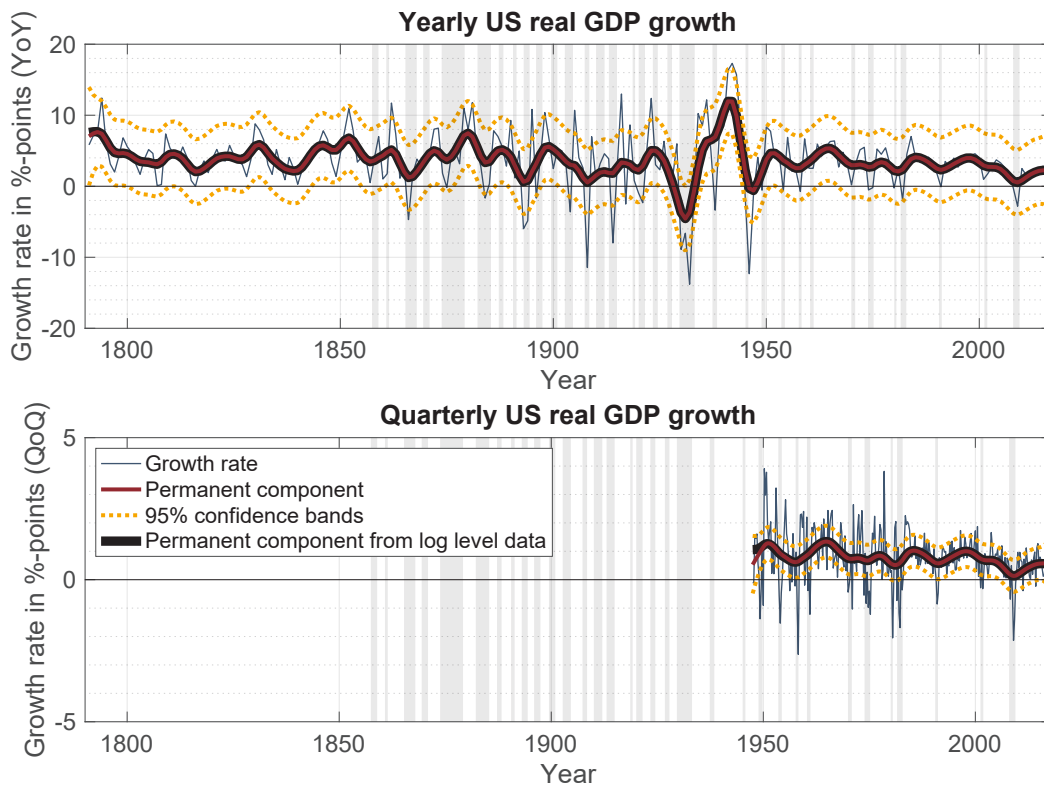 Yearly US real GDP growth
Growth rate in %-points (YoY)
20
10
0
-10
-20
1800
1850
1900
1950
2000
Year
Quarterly US real GDP growth
Growth rate in %-points (QoQ)
5
0
-5
Growth rate
Permanent component
95% confidence bands
Permanent component from log level data
1800
1850
1900
1950
2000
Year